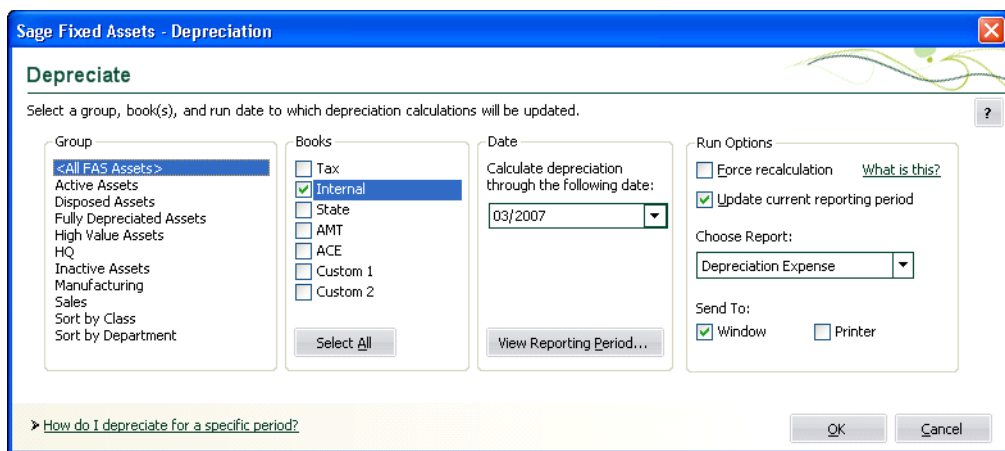 Sage Fixed Assets - Depreciation
Depreciate
Select a group, book(s), and run date to which depreciation calculations will be updated.
?
Group
<All FAS Assets>
Active Assets
Disposed Assets
Fully Depreciated Assets
High Value Assets
HQ
Inactive Assets
Manufacturing
Sales
Sort by Class
Sort by Department
Books
Tax
Internal
State
AMT
ACE
Custom 1
Custom 2
Select All
Date
Calculate depreciation
through the following date:
03/2007
View Reporting Period...
Run Options
Force recalculation What is this?
Update current reporting period
Choose Report:
Depreciation Expense
Send To:
Window Printer
How do I depreciate for a specific period?
OK Cancel